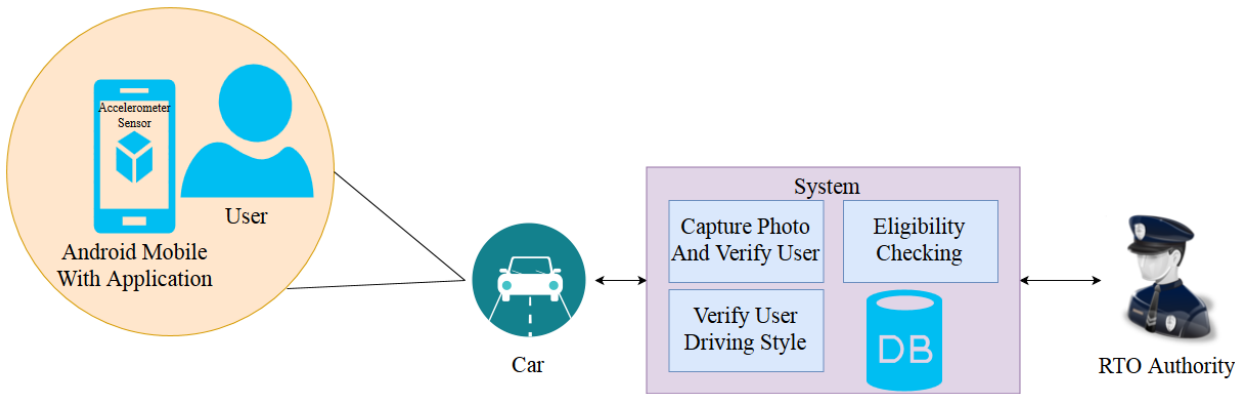 Accelerometer
Sensor
User
Android Mobile
With Application
Car
System
Capture Photo
And Verify User
Eligibility
Checking
Verify User
Driving Style
DB
RTO Authority